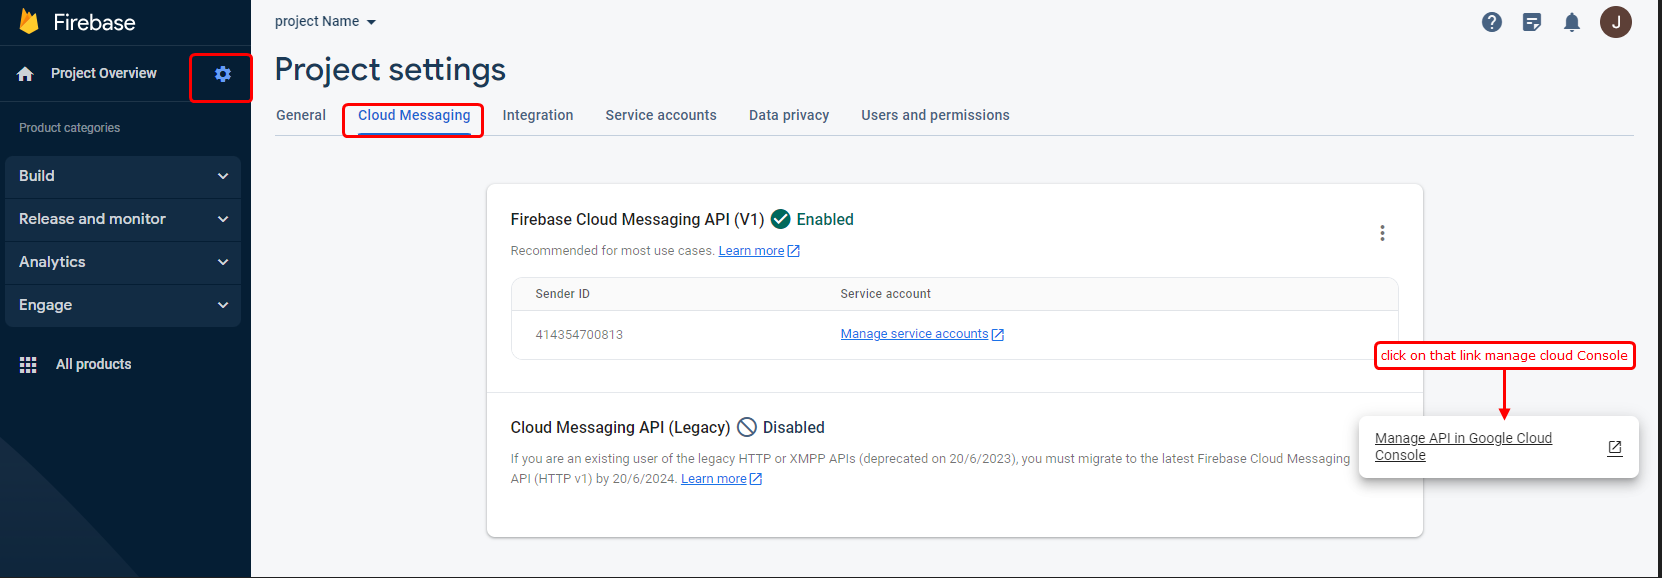 Firebase
project Name
J
Project Overview
Project settings
General Cloud Messaging Integration Service accounts Data privacy Users and permissions
Product categories
Build
Release and monitor
Analytics
Engage
All products
Firebase Cloud Messaging API (V1) Enabled
Recommended for most use cases. Learn more
Sender ID Service account
414354700813 Manage service accounts
click on that link manage cloud Console
Cloud Messaging API (Legacy) Disabled
If you are an existing user of the legacy HTTP or XMPP APIs (deprecated on 20/6/2023), you must migrate to the latest Firebase Cloud Messaging
API (HTTP v1) by 20/6/2024. Learn more
Manage API in Google Cloud
Console